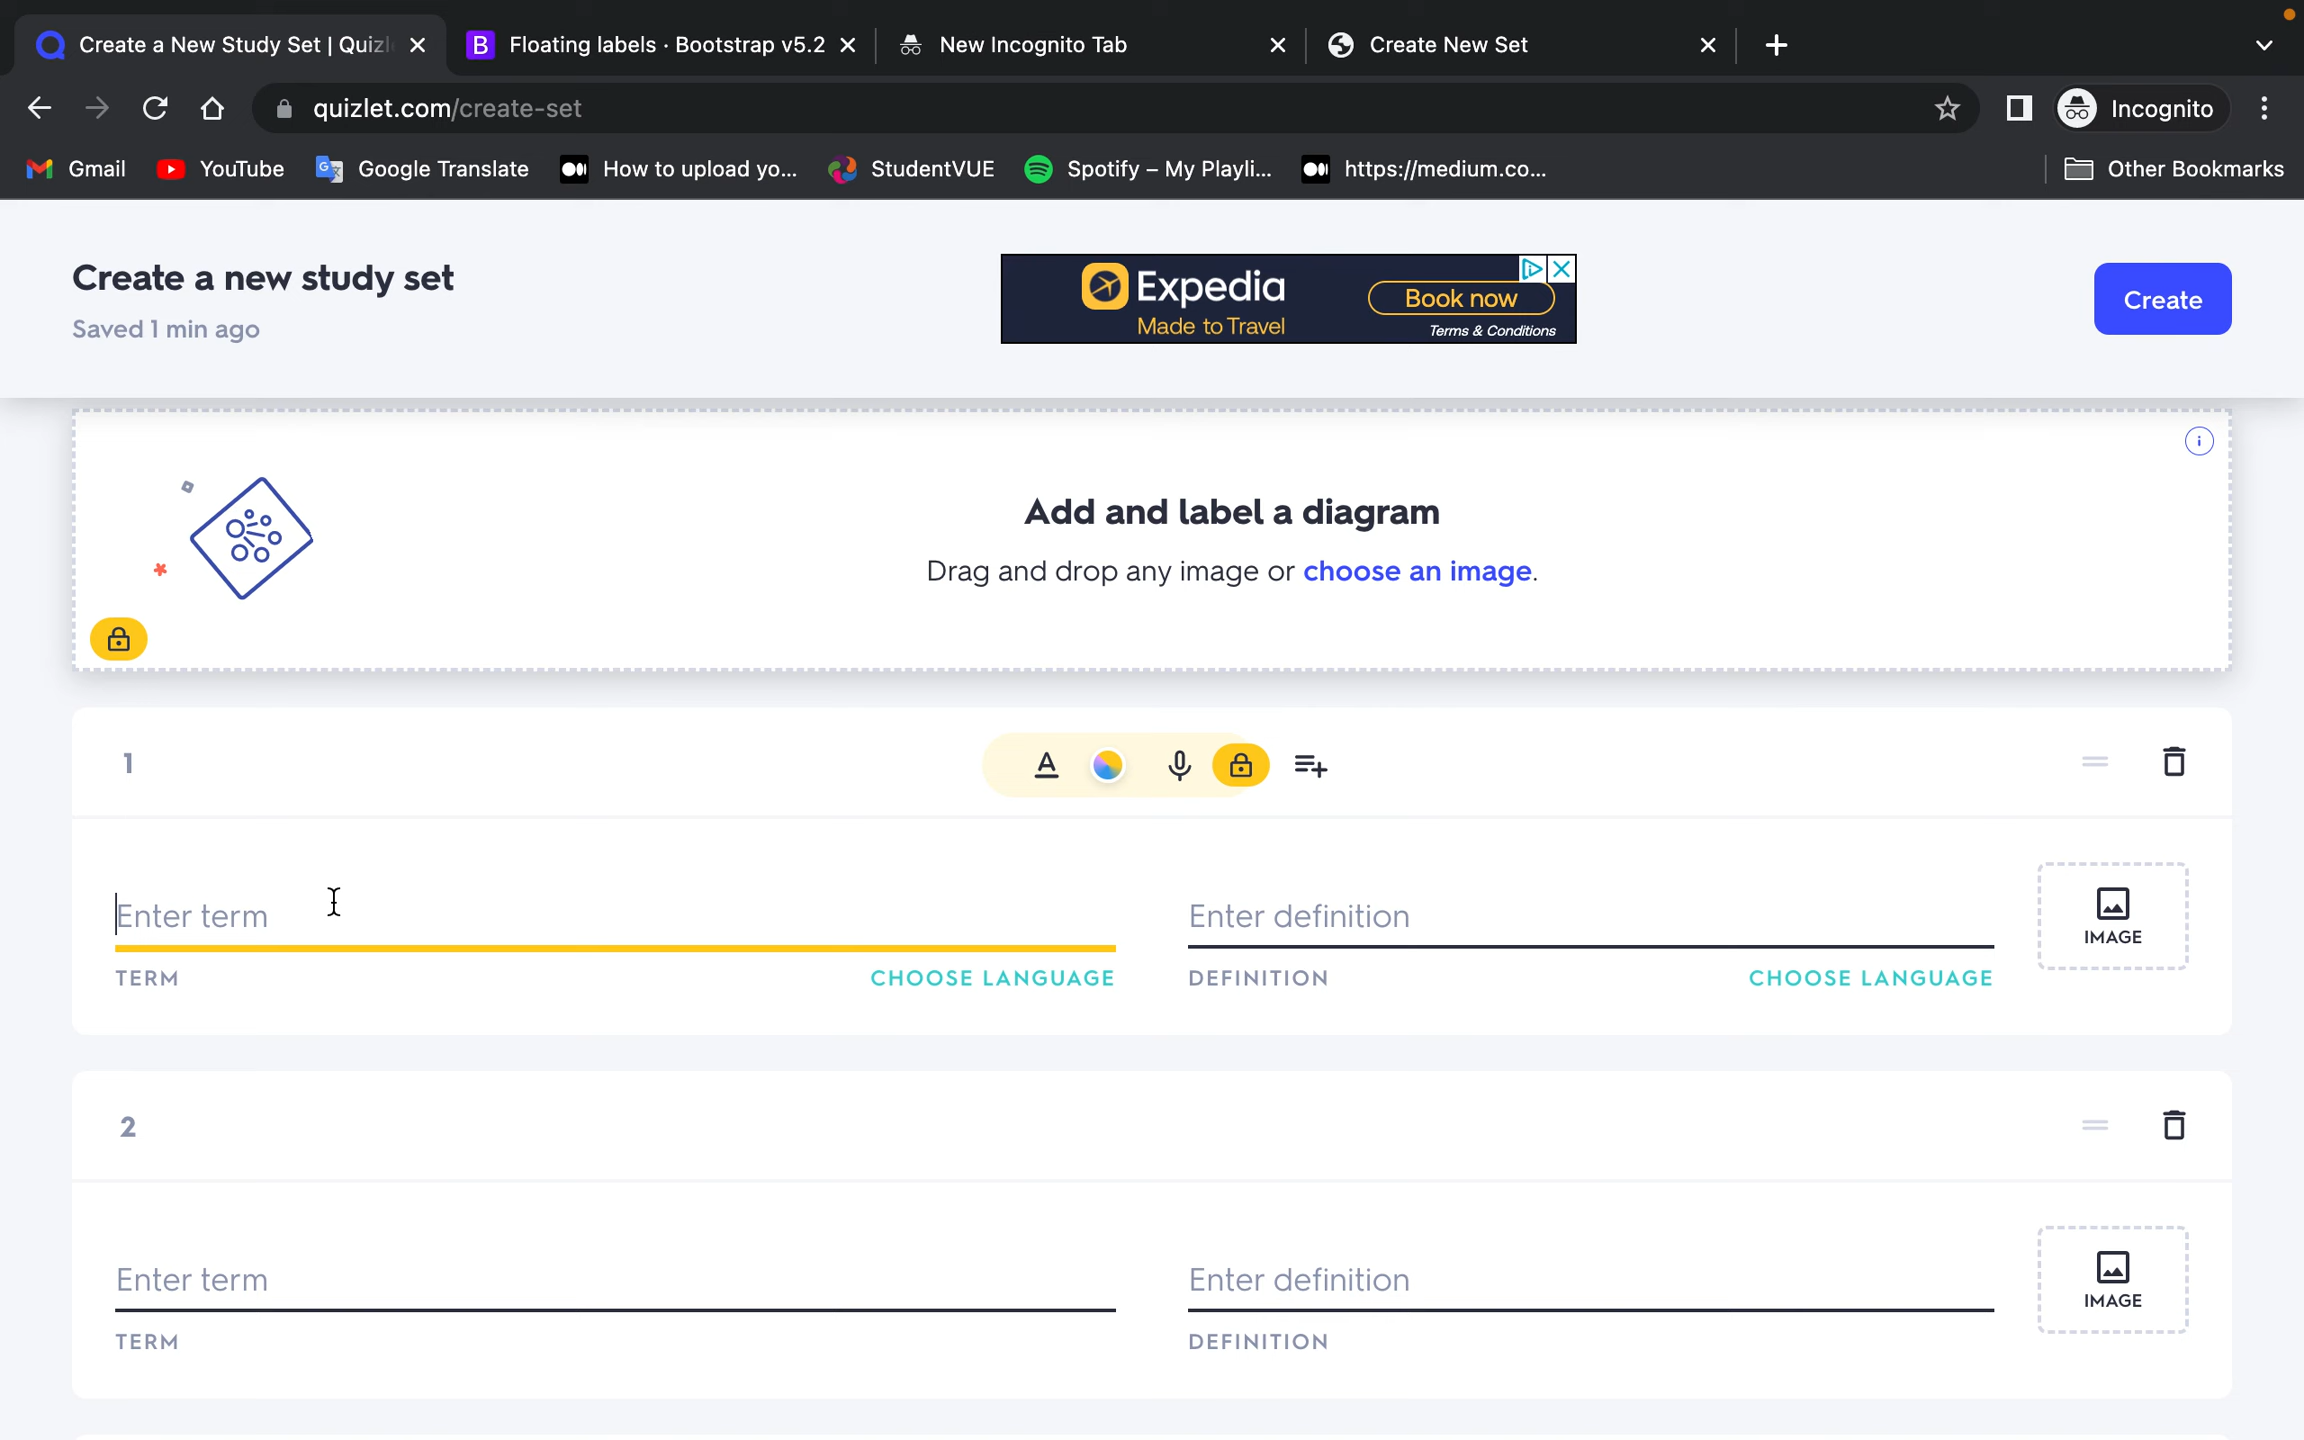 Create a New Study Set | Quizl
B Floating labels · Bootstrap v5.2
New Incognito Tab
Create New Set
quizlet.com/create-set
Incognito
Gmail
YouTube
Google Translate
How to upload yo...
StudentVUE
Spotify – My Playli...
https://medium.co...
Other Bookmarks
Create a new study set
Saved 1 min ago
Expedia
Made to Travel
Book now
Terms & Conditions
Create
Add and label a diagram
Drag and drop any image or choose an image.
1
Enter term
Enter definition
IMAGE
TERM
CHOOSE LANGUAGE
DEFINITION
CHOOSE LANGUAGE
2
Enter term
Enter definition
IMAGE
TERM
DEFINITION